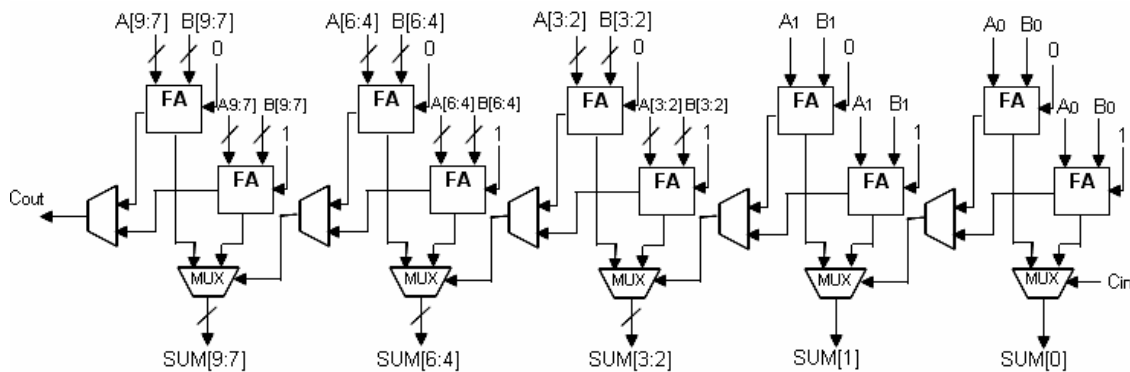 A[9:7] B[9:7] A[6:4] B[6:4] A[3:2] B[3:2] A1 B1 A0 B0
0 0 0 0 0
FA FA FA FA FA
A9:7] B[9:7] A[6:4] B[6:4] A[3:2] B[3:2] A1 B1 A0 B0
1 1 1 1 1
FA FA FA FA FA
Cout
MUX MUX MUX MUX MUX Cin
SUM[9:7] SUM[6:4] SUM[3:2] SUM[1] SUM[0]